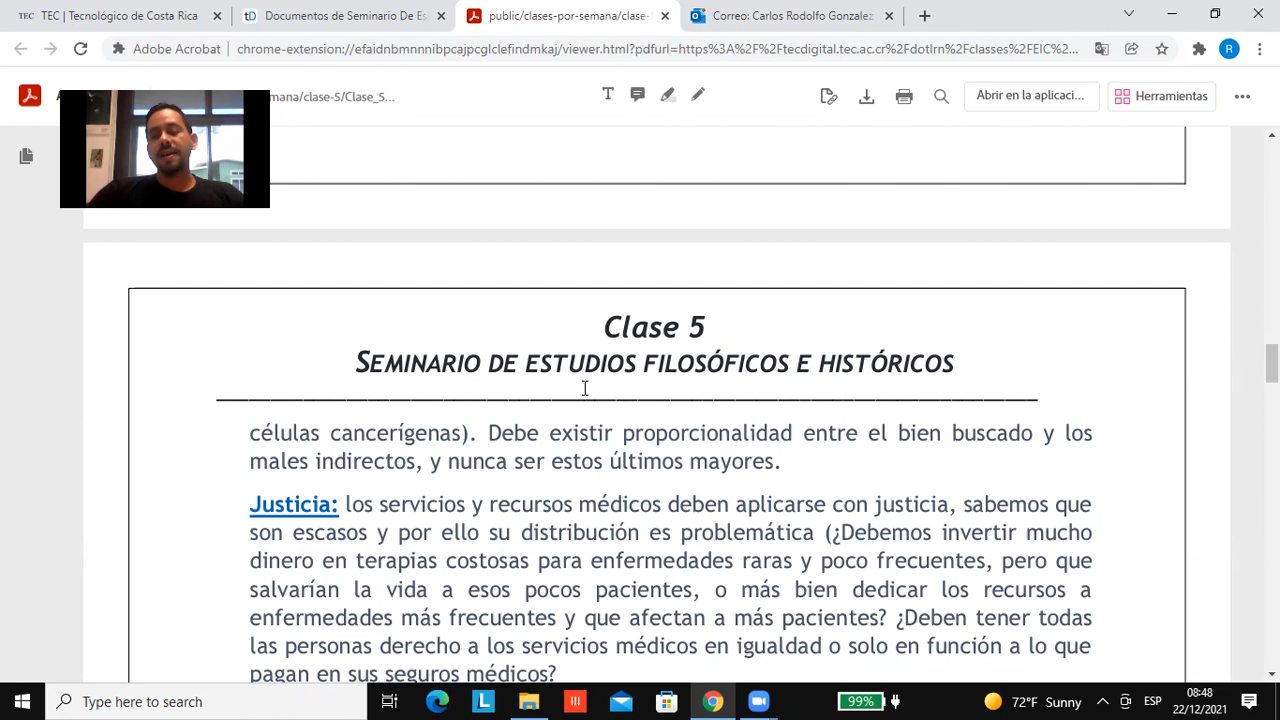 TEC | Tecnológico de Costa Rica
Documentos de Seminario De Es
public/clases-por-semana/clase-
Correo: Carlos Rodolfo Gonzalez
Adobe Acrobat
chrome-extension://efaidnbmnnnibpcajpcglclefindmkaj/viewer.html?pdfurl=https%3A%2F%2Ftecdigital.tec.ac.cr%2Fdotlrn%2Fclasses%2FEIC%2...
mana/clase-5/Clase_5...
Abrir en la aplicaci...
Herramientas
Clase 5
SEMINARIO DE ESTUDIOS FILOSÓFICOS E HISTÓRICOS
células cancerígenas). Debe existir proporcionalidad entre el bien buscado y los
males indirectos, y nunca ser estos últimos mayores.
Justicia: los servicios y recursos médicos deben aplicarse con justicia, sabemos que
son escasos y por ello su distribución es problemática (¿Debemos invertir mucho
dinero en terapias costosas para enfermedades raras y poco frecuentes, pero que
salvarían la vida a esos pocos pacientes, o más bien dedicar los recursos a
enfermedades más frecuentes y que afectan a más pacientes? ¿Deben tener todas
las personas derecho a los servicios médicos en igualdad o solo en función a lo que
pagan en sus seguros médicos?
Type here to search
99%
72°F Sunny
ESP
08:48
22/12/2021